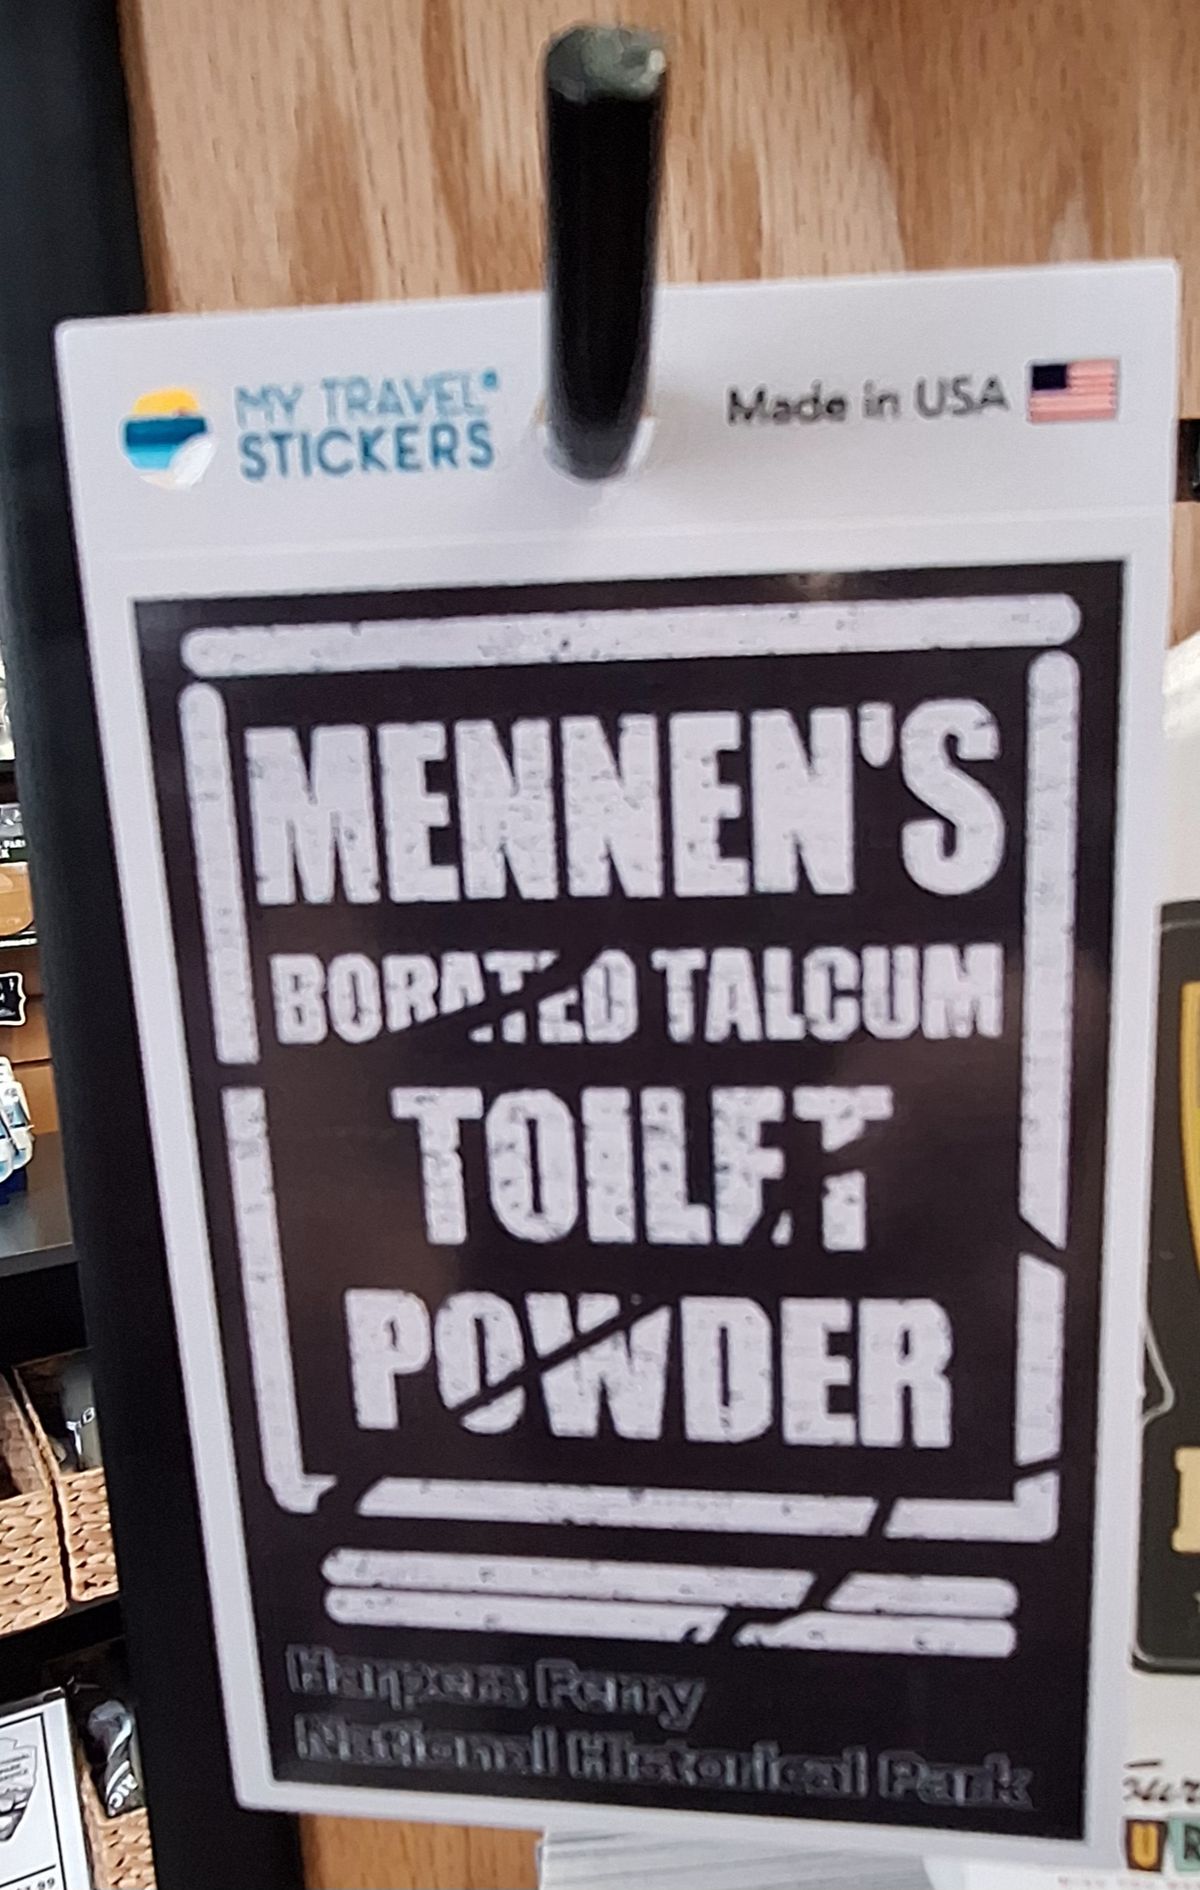 MY TRAVEL
STICKERS
Made in USA
MENNEN'S
BORATED TALCUM
TOILET
POWDER
Harpers Ferry
National Historical Park